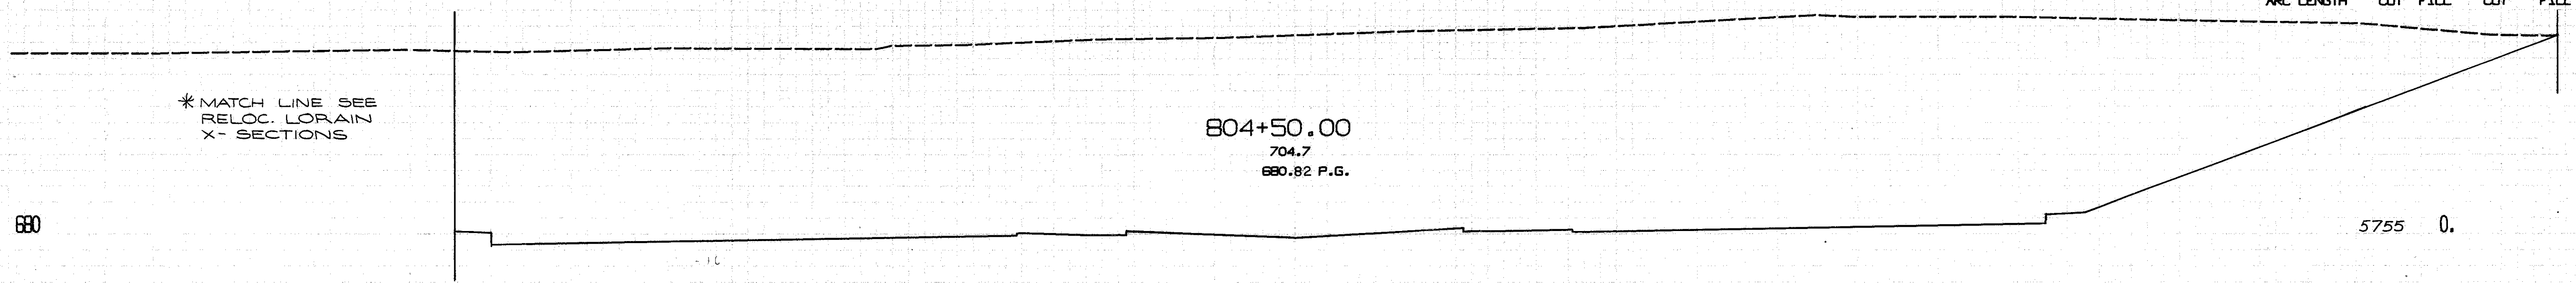 ARC LENGTH CUT FILL CUT FILL
* MATCH LINE SEE
RELOC. LORAIN
X- SECTIONS
804+50.00
704.7
680.82 P.G.
680
5755 0.